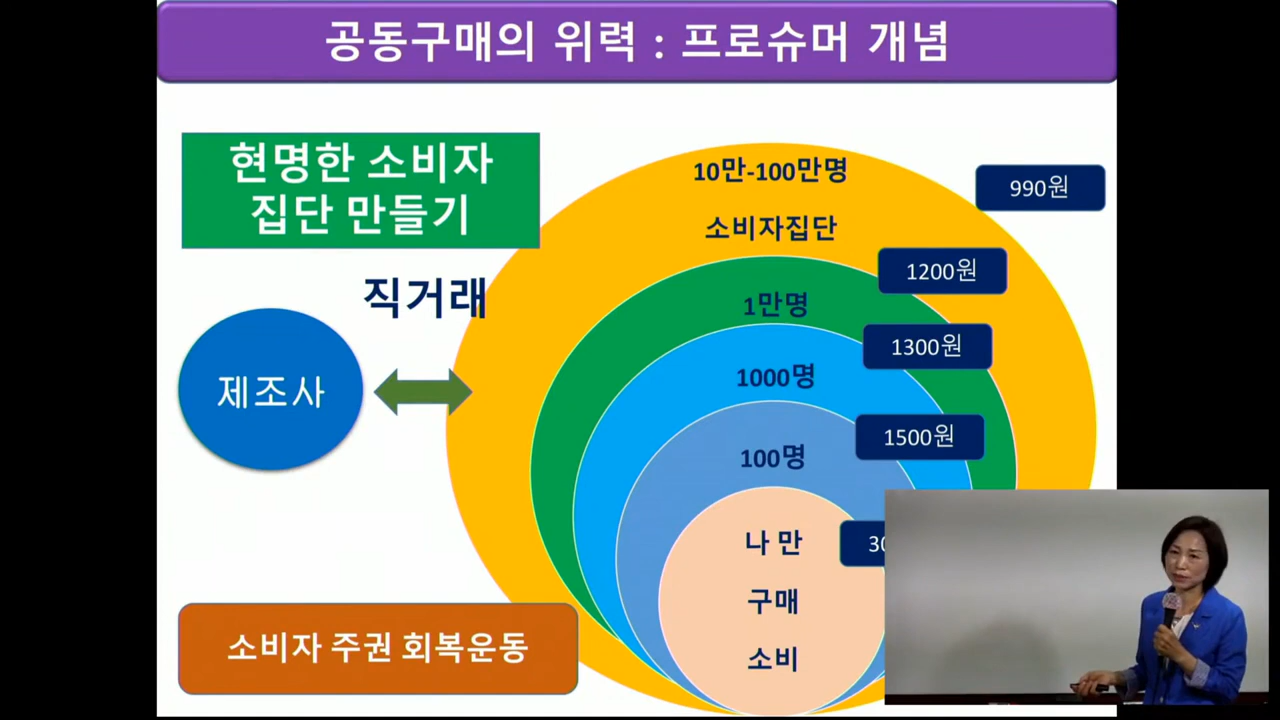 공동구매의 위력 : 프로슈머 개념
현명한 소비자
집단 만들기
직거래
제조사
10만-100만명
소비자집단
990원
1200원
1만명
1300원
1000명
1500원
100명
나 만
구매
소비
소비자 주권 회복운동